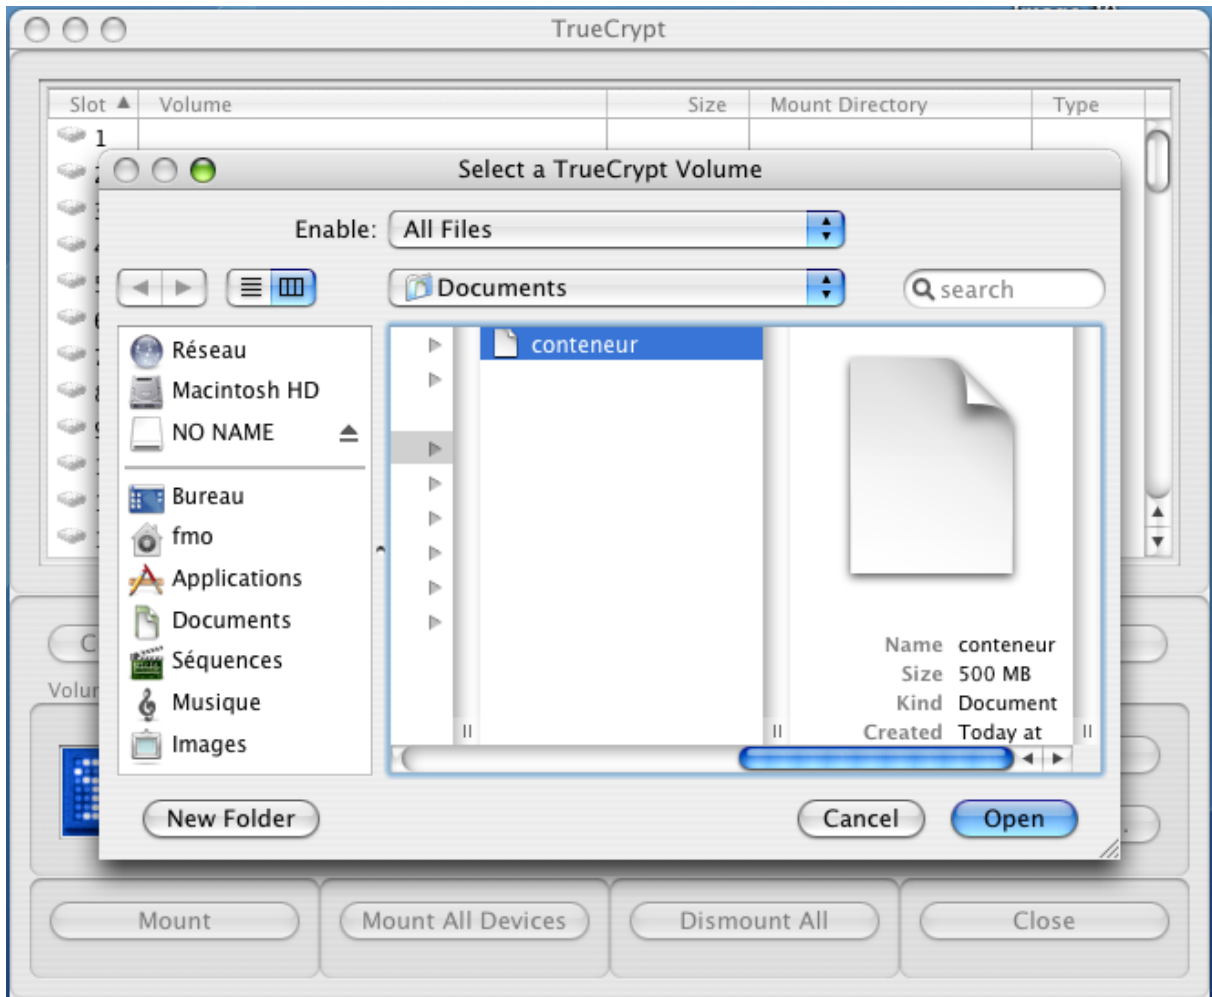 TrueCrypt
Slot Volume Size Mount Directory Type
1
Select a TrueCrypt Volume
Enable: All Files
Documents search
Réseau
Macintosh HD
NO NAME
Bureau
fmo
Applications
Documents
Séquences
Musique
Images
conteneur
Name conteneur
Size 500 MB
Kind Document
Created Today at
New Folder Cancel Open
Mount Mount All Devices Dismount All Close